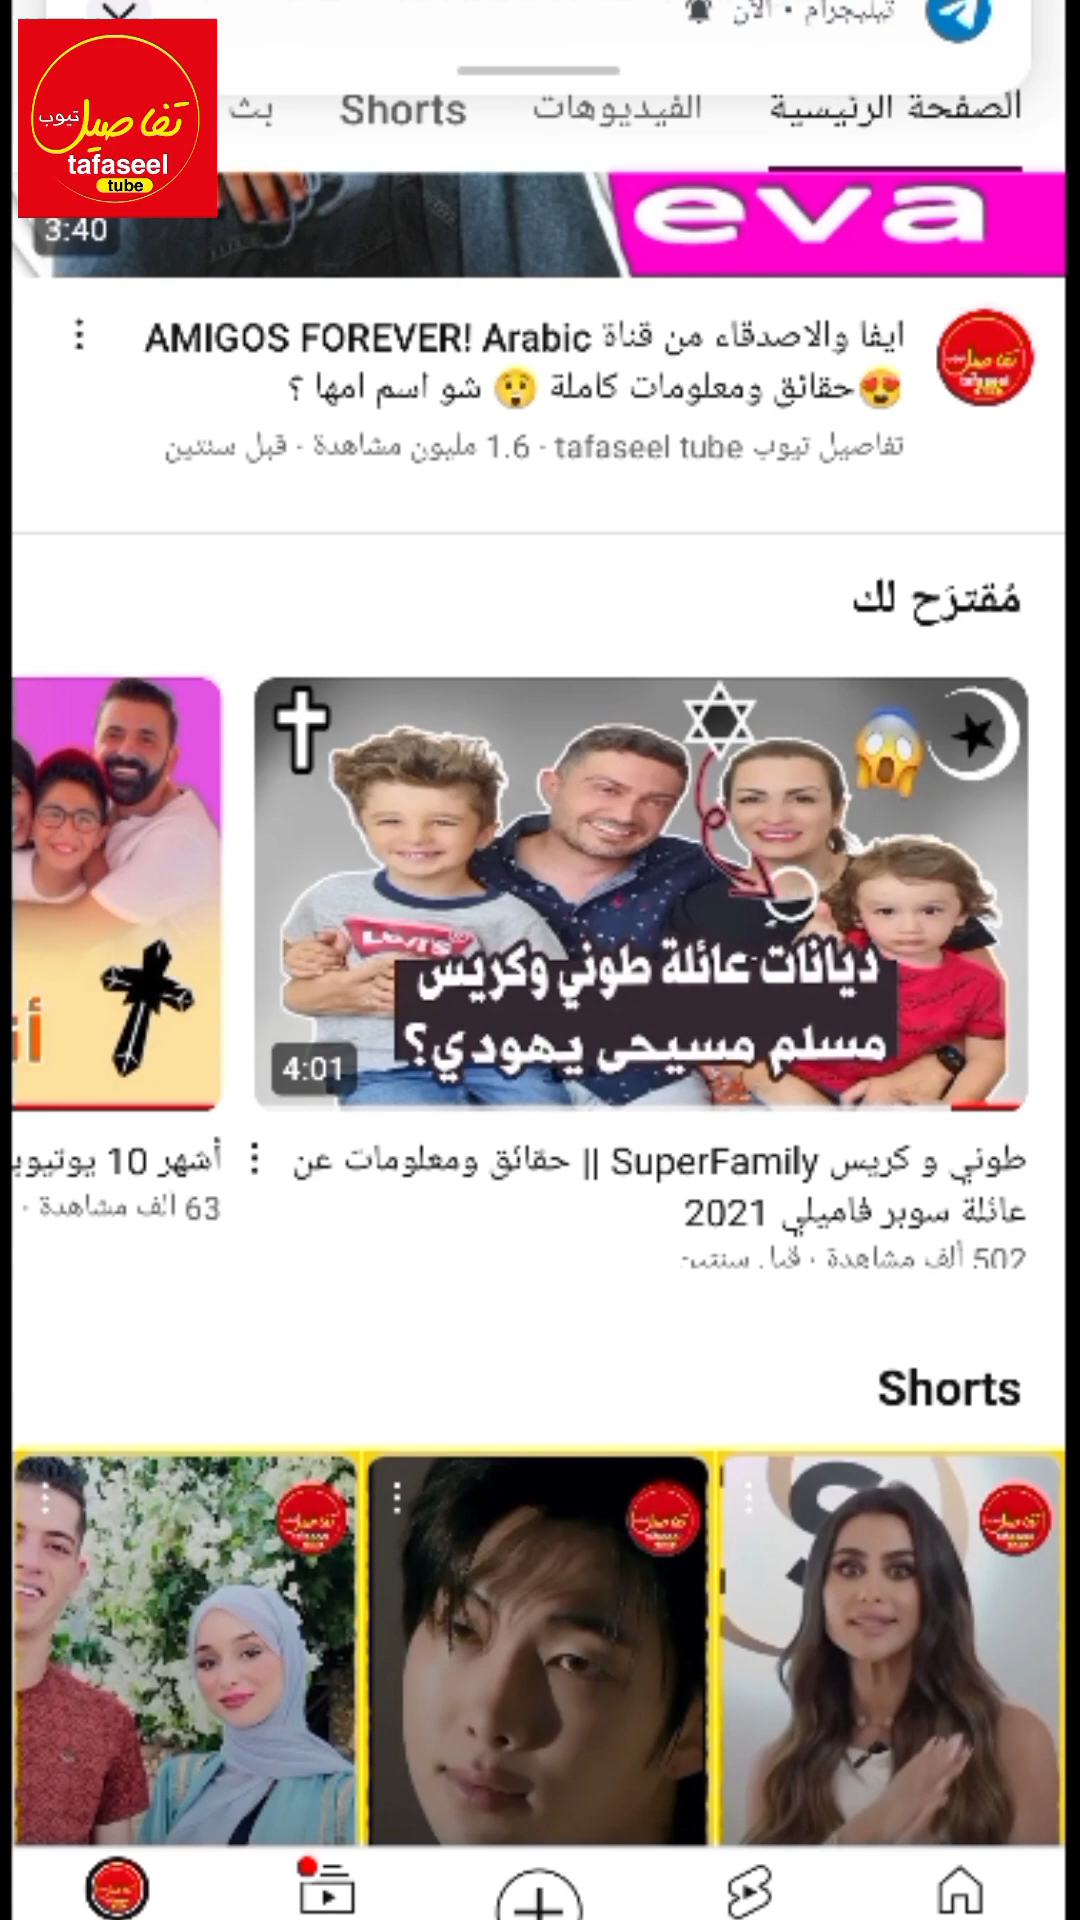 تيليجرام • الآن
تفاصيل تيوب
tafaseel
tube
الصفحة الرئيسية
الفيديوهات
Shorts
بث
eva
3:40
ايفا والاصدقاء من قناة AMIGOS FOREVER! Arabic
😍حقائق ومعلومات كاملة 😲 شو اسم امها ؟
تفاصيل تيوب tafaseel tube · 1.6 مليون مشاهدة · قبل سنتين
مُقترَح لك
ديانات عائلة طوني وكريس
مسلم مسيحي يهودي؟
4:01
طوني و كريس SuperFamily || حقائق ومعلومات عن
عائلة سوبر فاميلي 2021
502 ألف مشاهدة · قبل سنتين
أشهر 10
63 ألف مشاهدة ·
Shorts